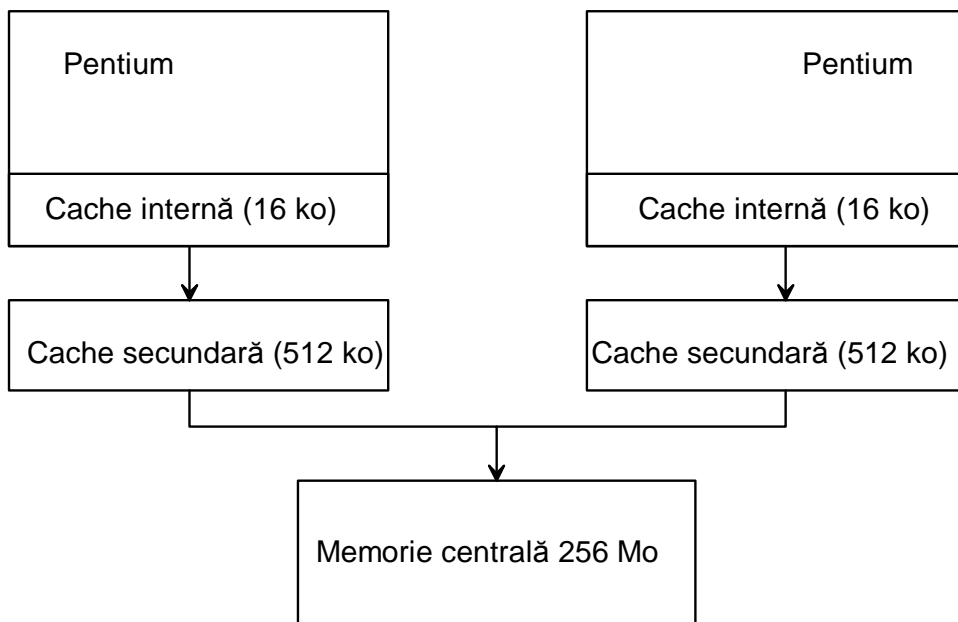 Pentium
Pentium
Cache internă (16 ko)
Cache internă (16 ko)
Cache secundară (512 ko)
Cache secundară (512 ko)
Memorie centrală 256 Mo